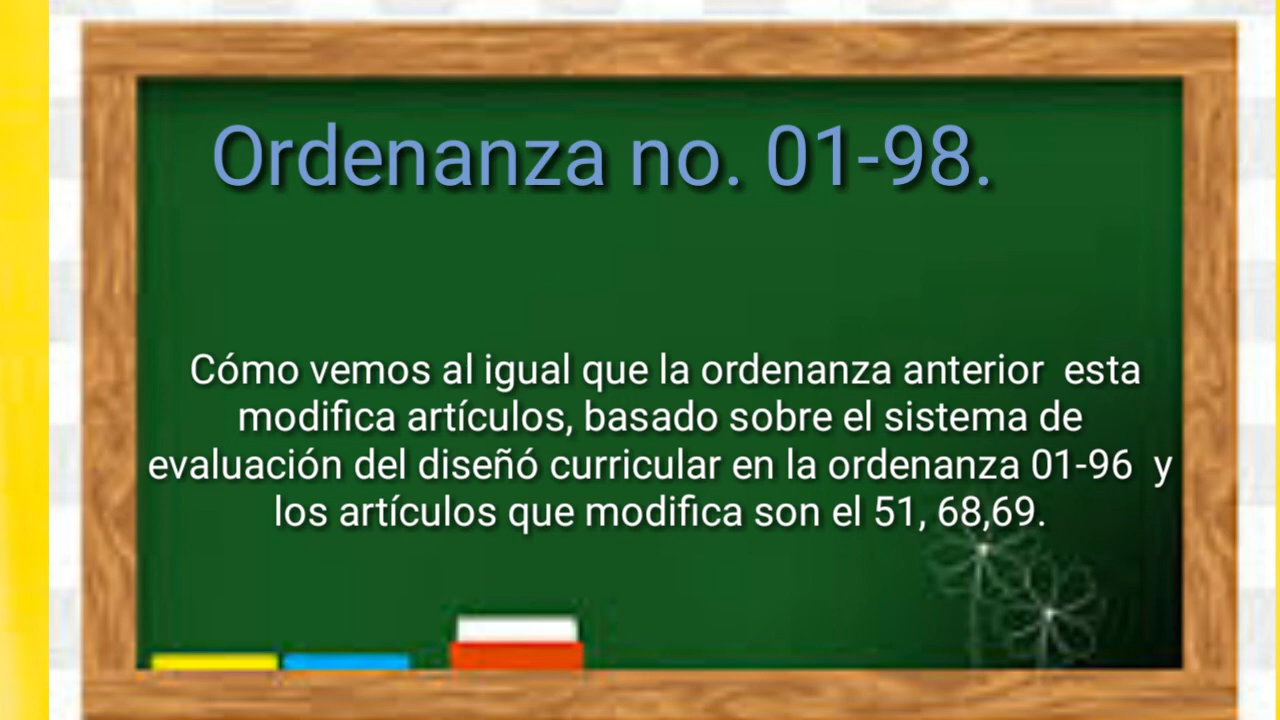 Ordenanza no. 01-98.
Cómo vemos al igual que la ordenanza anterior  esta
modifica artículos, basado sobre el sistema de
evaluación del diseñó curricular en la ordenanza 01-96  y
los artículos que modifica son el 51, 68,69.